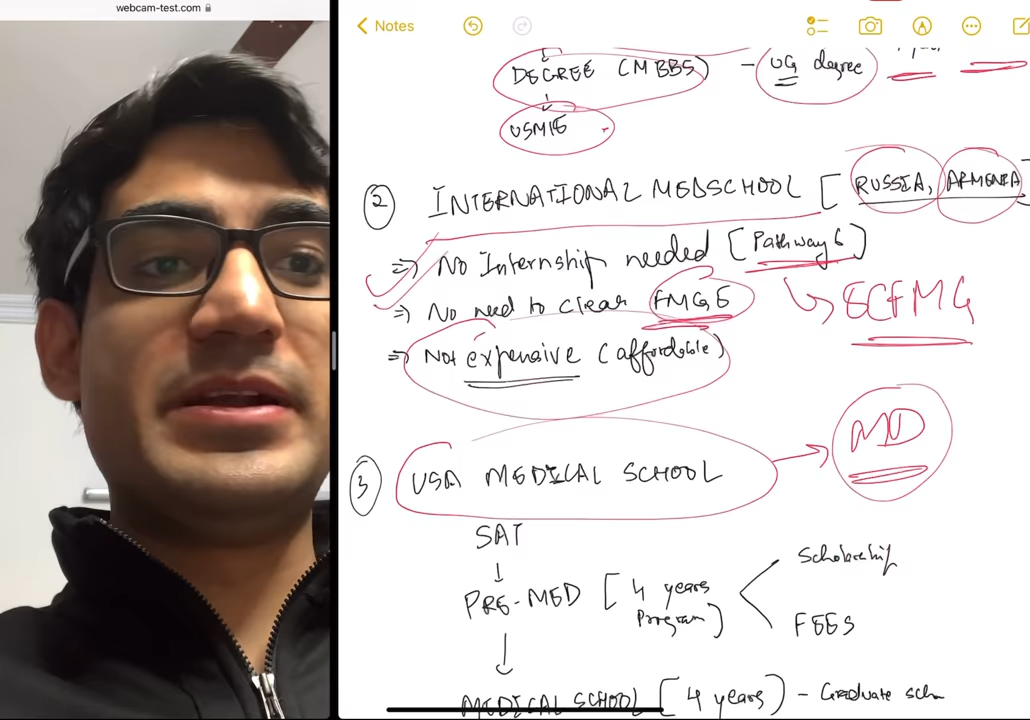 webcam-test.com
Notes
DEGREE (MBBS) - UG degree
USMLE
② INTERNATIONAL MEDSCHOOL [RUSSIA, ARMENIA
⇒ No Internship needed [Pathway 6]
⇒ No need to clear FMGE
ECFMG
⇒ Not expensive (affordable)
MD
③ USA MEDICAL SCHOOL
SAT
Scholarship
PRE-MED [4 years Program]
FEES
MEDICAL SCHOOL [4 years) - Graduate